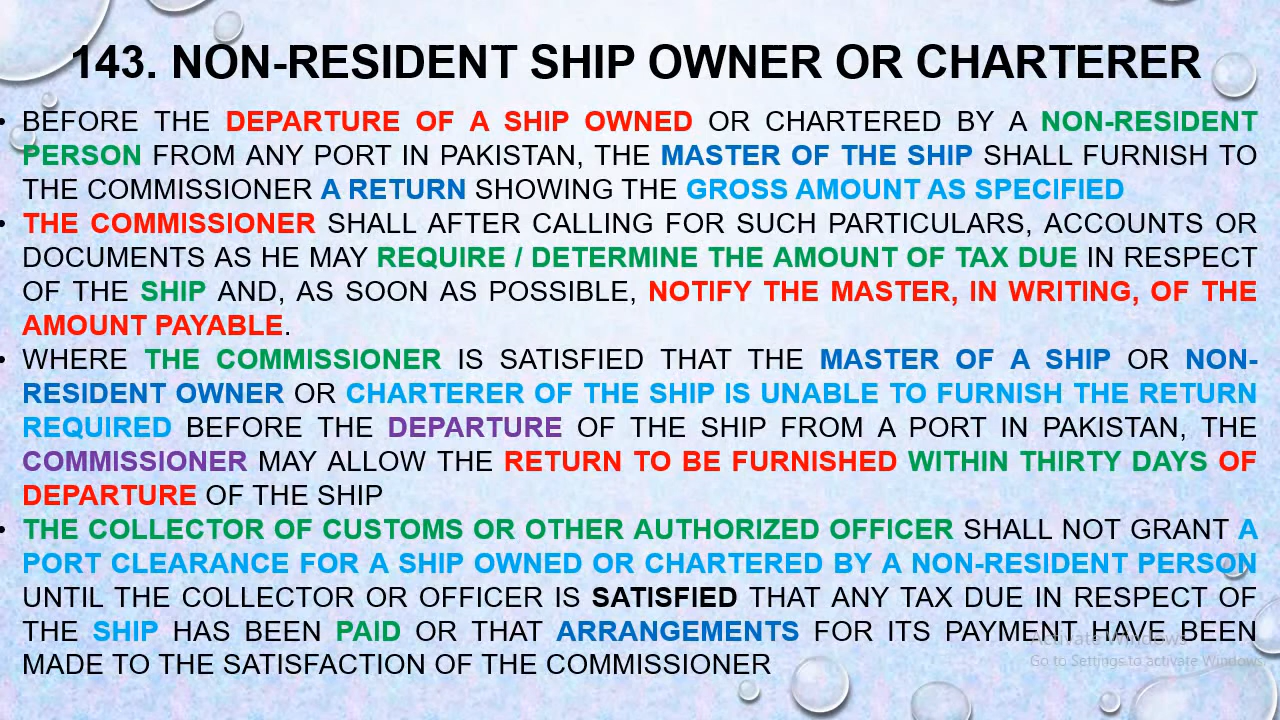 143. NON-RESIDENT SHIP OWNER OR CHARTERER
• BEFORE THE DEPARTURE OF A SHIP OWNED OR CHARTERED BY A NON-RESIDENT
PERSON FROM ANY PORT IN PAKISTAN, THE MASTER OF THE SHIP SHALL FURNISH TO
THE COMMISSIONER A RETURN SHOWING THE GROSS AMOUNT AS SPECIFIED
• THE COMMISSIONER SHALL AFTER CALLING FOR SUCH PARTICULARS, ACCOUNTS OR
DOCUMENTS AS HE MAY REQUIRE / DETERMINE THE AMOUNT OF TAX DUE IN RESPECT
OF THE SHIP AND, AS SOON AS POSSIBLE, NOTIFY THE MASTER, IN WRITING, OF THE
AMOUNT PAYABLE.
• WHERE THE COMMISSIONER IS SATISFIED THAT THE MASTER OF A SHIP OR NON-
RESIDENT OWNER OR CHARTERER OF THE SHIP IS UNABLE TO FURNISH THE RETURN
REQUIRED BEFORE THE DEPARTURE OF THE SHIP FROM A PORT IN PAKISTAN, THE
COMMISSIONER MAY ALLOW THE RETURN TO BE FURNISHED WITHIN THIRTY DAYS OF
DEPARTURE OF THE SHIP
• THE COLLECTOR OF CUSTOMS OR OTHER AUTHORIZED OFFICER SHALL NOT GRANT A
PORT CLEARANCE FOR A SHIP OWNED OR CHARTERED BY A NON-RESIDENT PERSON
UNTIL THE COLLECTOR OR OFFICER IS SATISFIED THAT ANY TAX DUE IN RESPECT OF
THE SHIP HAS BEEN PAID OR THAT ARRANGEMENTS FOR ITS PAYMENT HAVE BEEN
MADE TO THE SATISFACTION OF THE COMMISSIONER
Activate Windows
Go to Settings to activate Windows.